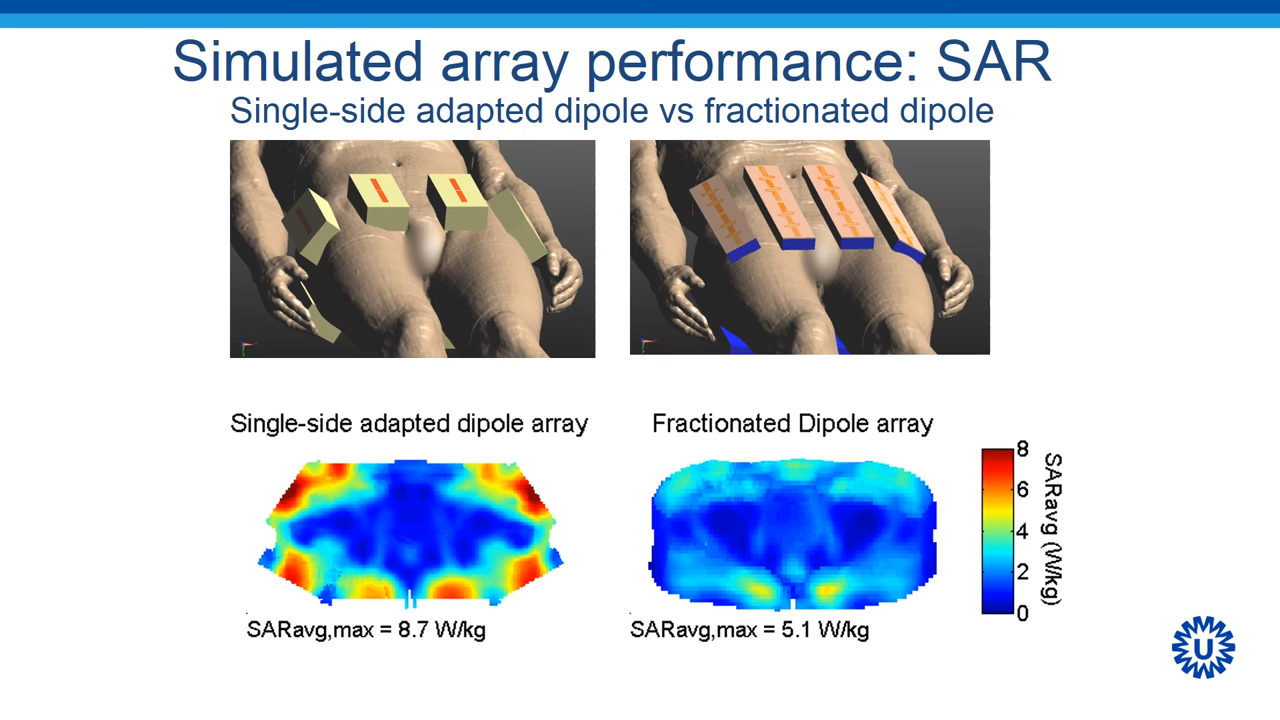 Simulated array performance: SAR
Single-side adapted dipole vs fractionated dipole
Single-side adapted dipole array
Fractionated Dipole array
8
6
4
2
0
SARavg (W/kg)
SARavg,max = 8.7 W/kg
SARavg,max = 5.1 W/kg
U